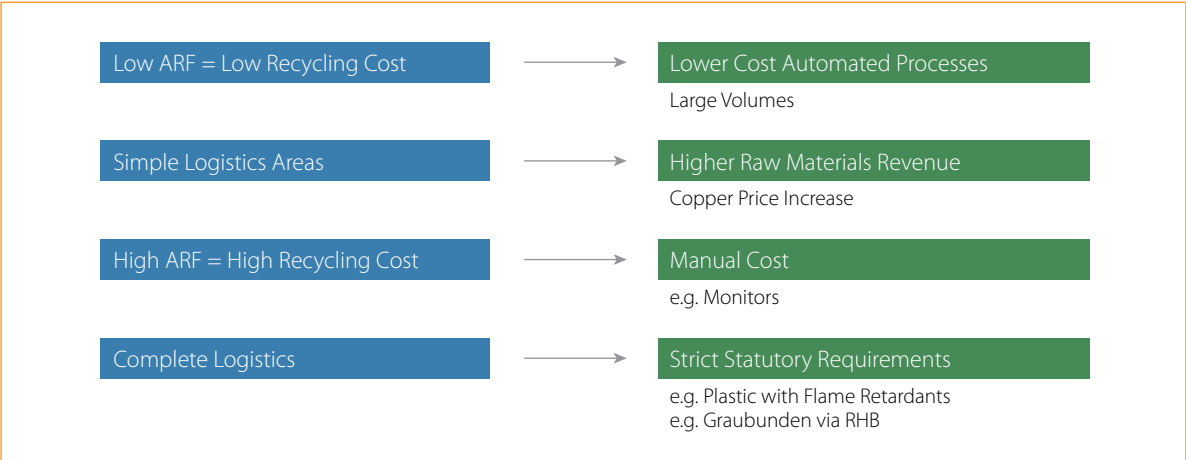 Low ARF = Low Recycling Cost
Lower Cost Automated Processes
Large Volumes
Simple Logistics Areas
Higher Raw Materials Revenue
Copper Price Increase
High ARF = High Recycling Cost
Manual Cost
e.g. Monitors
Complete Logistics
Strict Statutory Requirements
e.g. Plastic with Flame Retardants
e.g. Graubunden via RHB